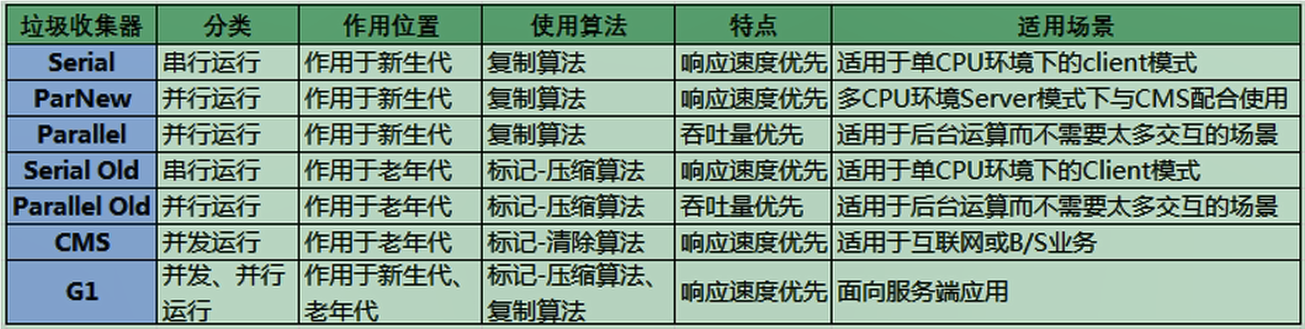 垃圾收集器 分类 作用位置 使用算法 特点 适用场景
Serial 串行运行 作用于新生代 复制算法 响应速度优先 适用于单CPU环境下的client模式
ParNew 并行运行 作用于新生代 复制算法 响应速度优先 多CPU环境Server模式下与CMS配合使用
Parallel 并行运行 作用于新生代 复制算法 吞吐量优先 适用于后台运算而不需要太多交互的场景
Serial Old 串行运行 作用于老年代 标记-压缩算法 响应速度优先 适用于单CPU环境下的Client模式
Parallel Old 并行运行 作用于老年代 标记-压缩算法 吞吐量优先 适用于后台运算而不需要太多交互的场景
CMS 并发运行 作用于老年代 标记-清除算法 响应速度优先 适用于互联网或B/S业务
G1 并发、并行运行 作用于新生代、老年代 标记-压缩算法、复制算法 响应速度优先 面向服务端应用